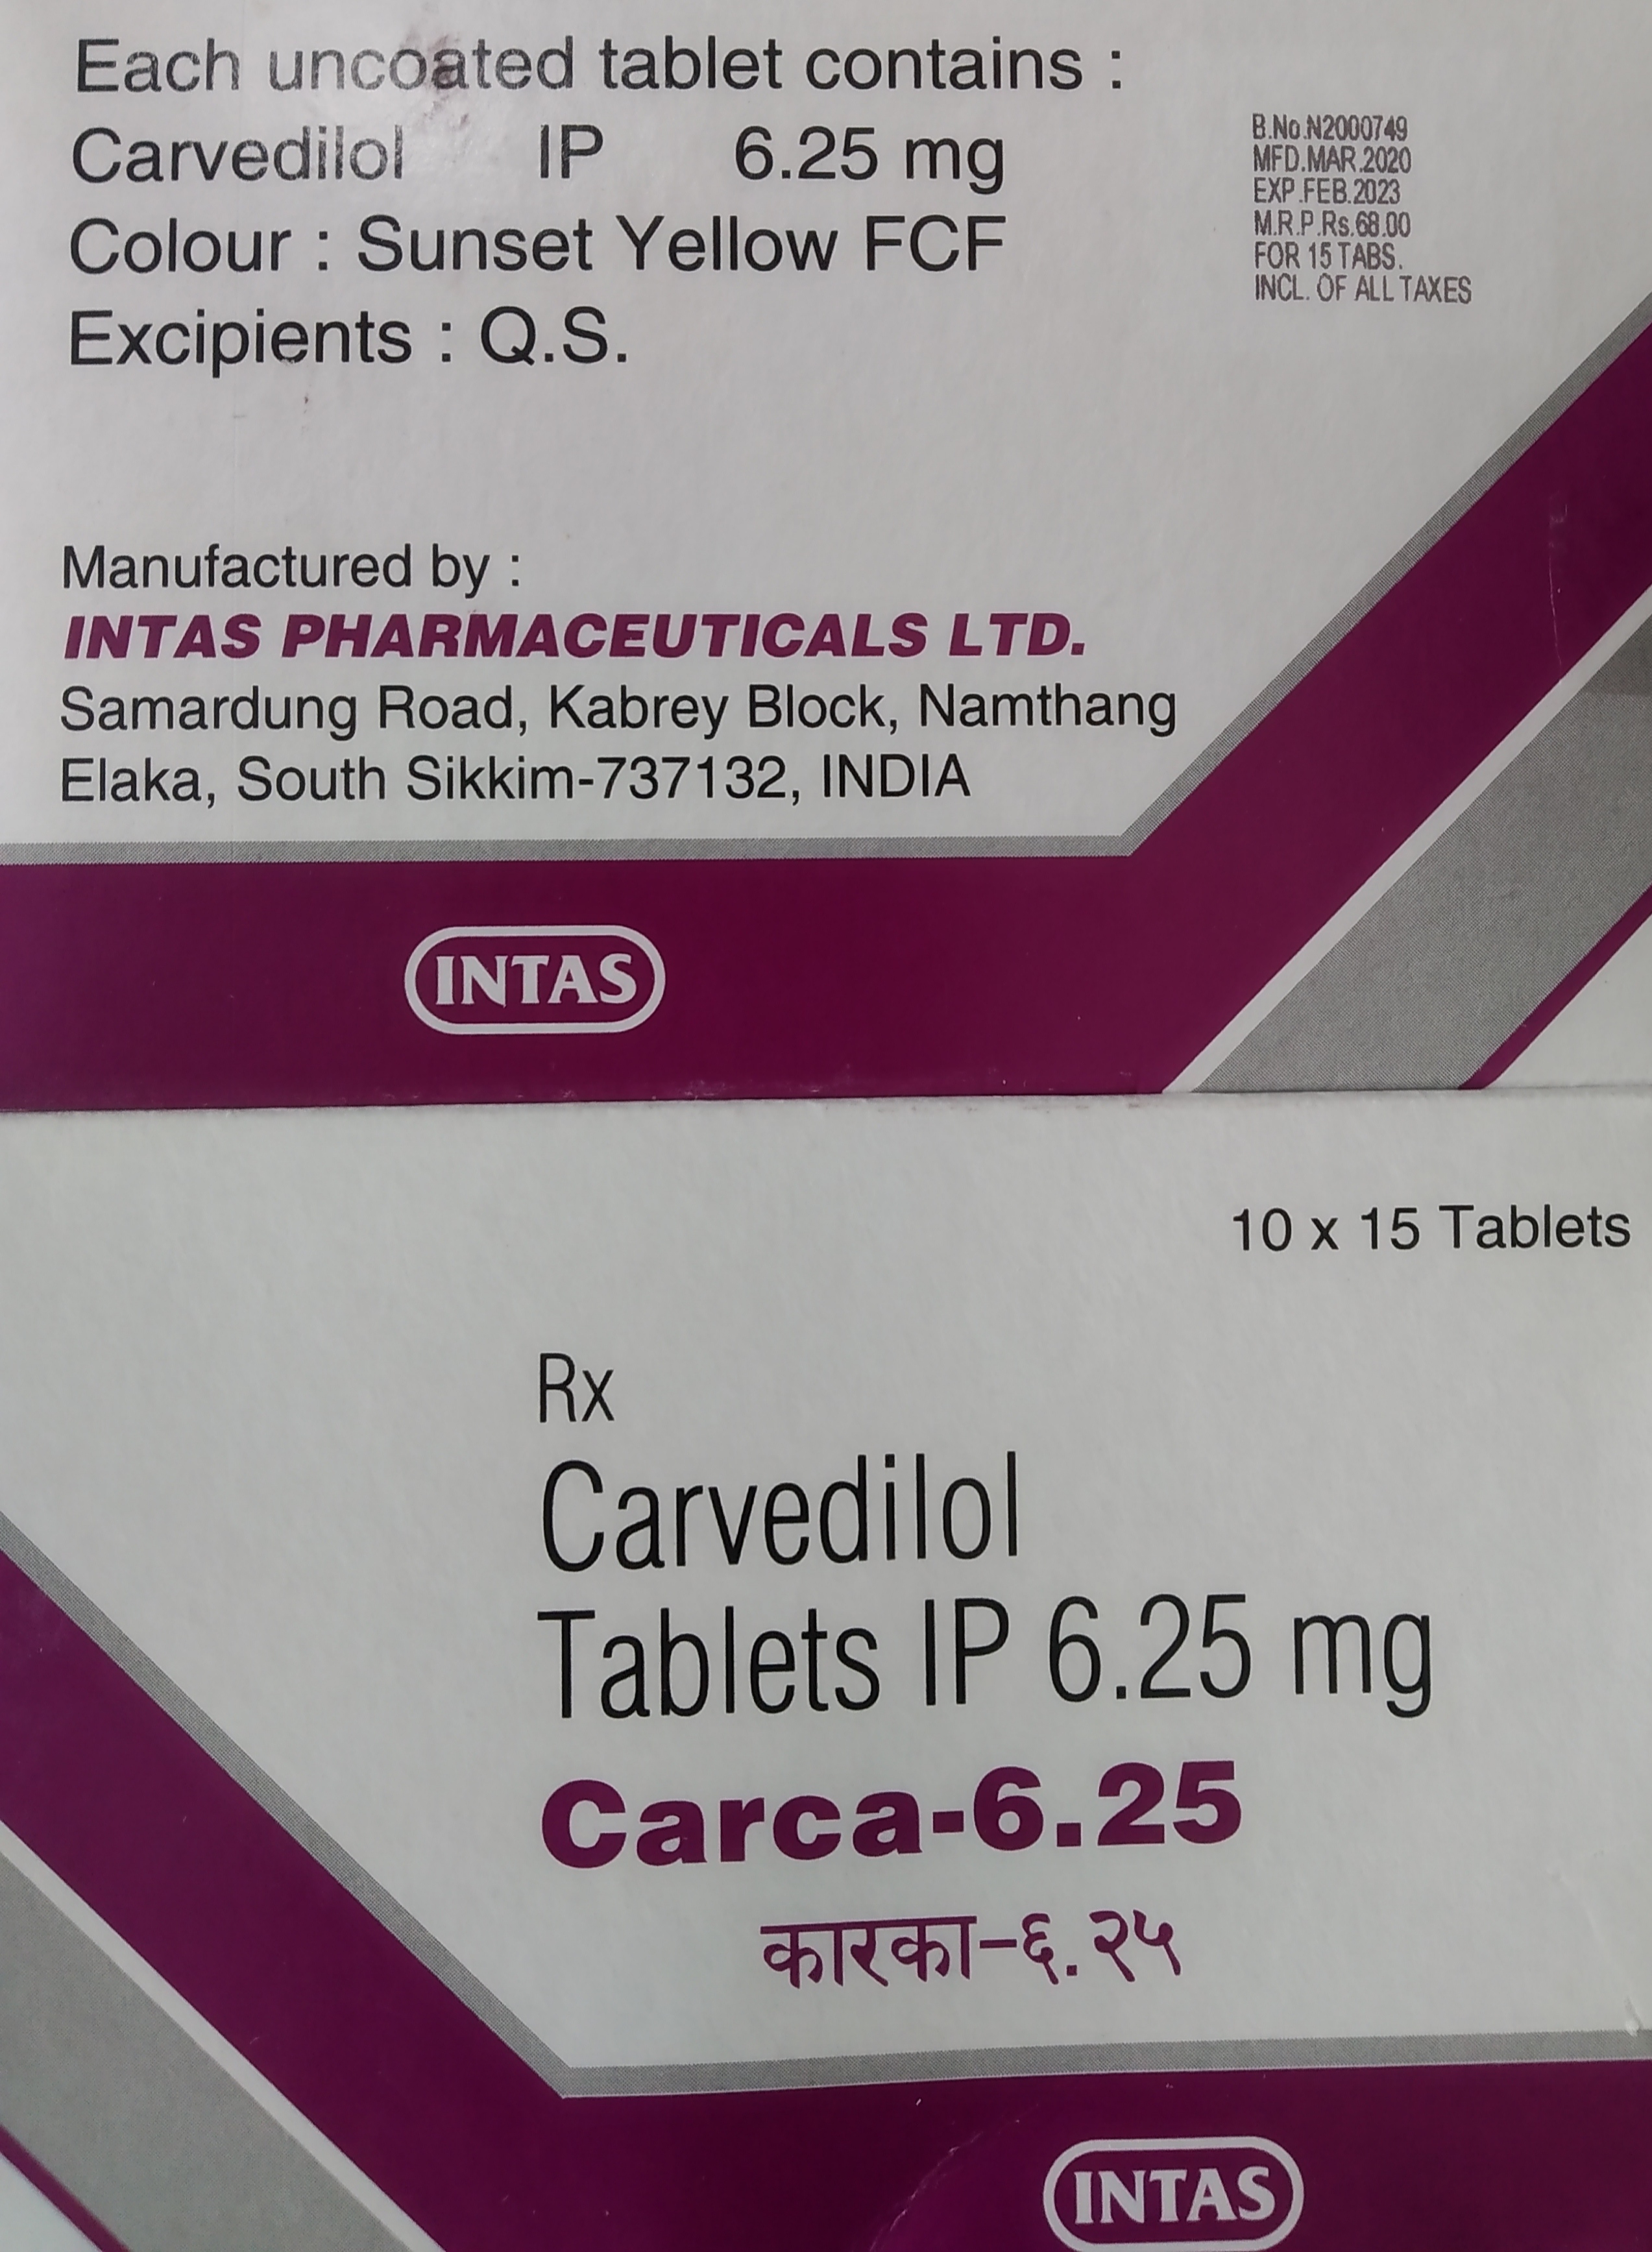 Each uncoated tablet contains :
Carvedilol IP 6.25 mg
Colour : Sunset Yellow FCF
Excipients : Q.S.
B.No.N2000749
MFD.MAR.2020
EXP.FEB.2023
M.R.P.Rs.68.00
FOR 15 TABS.
INCL. OF ALL TAXES
Manufactured by :
INTAS PHARMACEUTICALS LTD.
Samardung Road, Kabrey Block, Namthang
Elaka, South Sikkim-737132, INDIA
INTAS
10 x 15 Tablets
Rx
Carvedilol
Tablets IP 6.25 mg
Carca-6.25
कारका-६.२५
INTAS